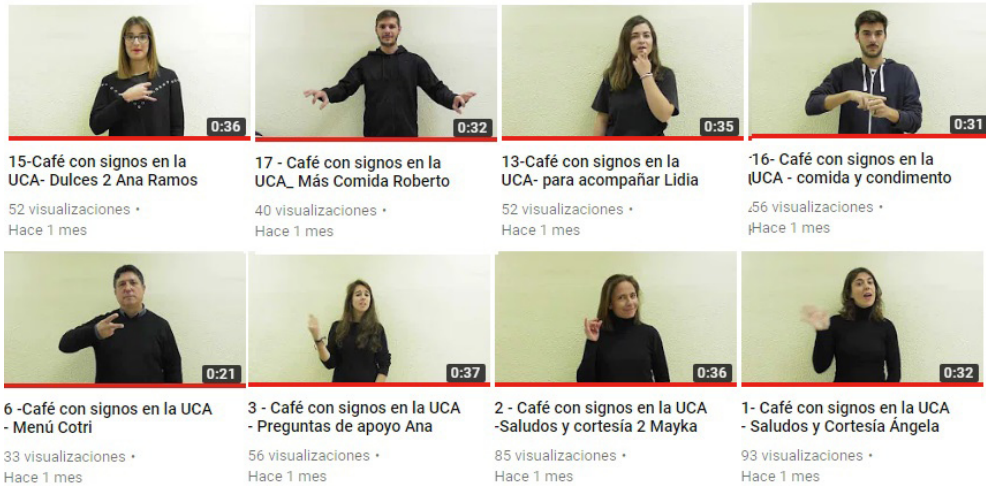 0:36
0:32
0:35
0:31
15-Café con signos en la
UCA- Dulces 2 Ana Ramos
52 visualizaciones •
Hace 1 mes
17 - Café con signos en la
UCA_ Más Comida Roberto
40 visualizaciones •
Hace 1 mes
13-Café con signos en la
UCA- para acompañar Lidia
52 visualizaciones •
Hace 1 mes
16- Café con signos en la
UCA - comida y condimento
56 visualizaciones •
Hace 1 mes
0:21
0:37
0:36
0:32
6 -Café con signos en la UCA
- Menú Cotri
33 visualizaciones •
Hace 1 mes
3 - Café con signos en la UCA
- Preguntas de apoyo Ana
56 visualizaciones •
Hace 1 mes
2 - Café con signos en la UCA
-Saludos y cortesía 2 Mayka
85 visualizaciones •
Hace 1 mes
1- Café con signos en la UCA
- Saludos y Cortesía Ángela
93 visualizaciones •
Hace 1 mes